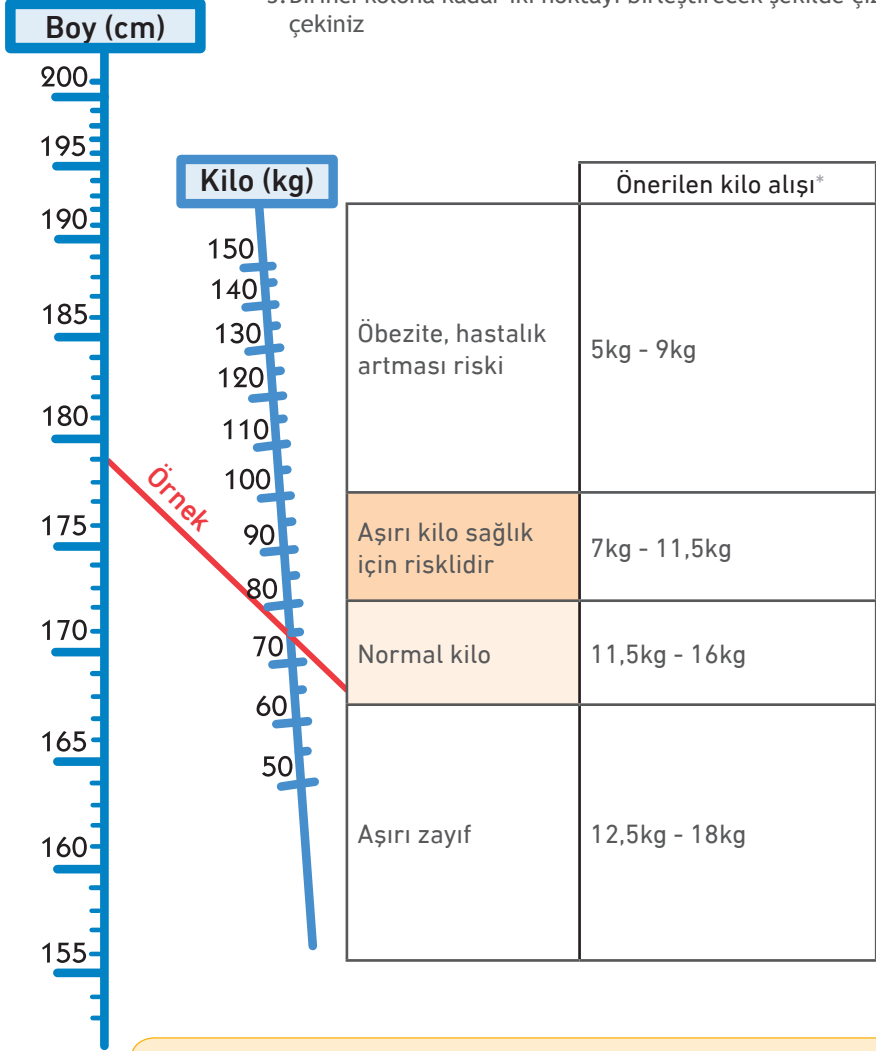 çekiniz
Boy (cm)
200
195
190
185
180
175
170
165
160
155
Kilo (kg)
150
140
130
120
110
100
90
80
70
60
50
Örnek
Önerilen kilo alışı*
Öbezite, hastalık
artması riski
5kg - 9kg
Aşırı kilo sağlık
için risklidir
7kg - 11,5kg
Normal kilo
11,5kg - 16kg
Aşırı zayıf
12,5kg - 18kg